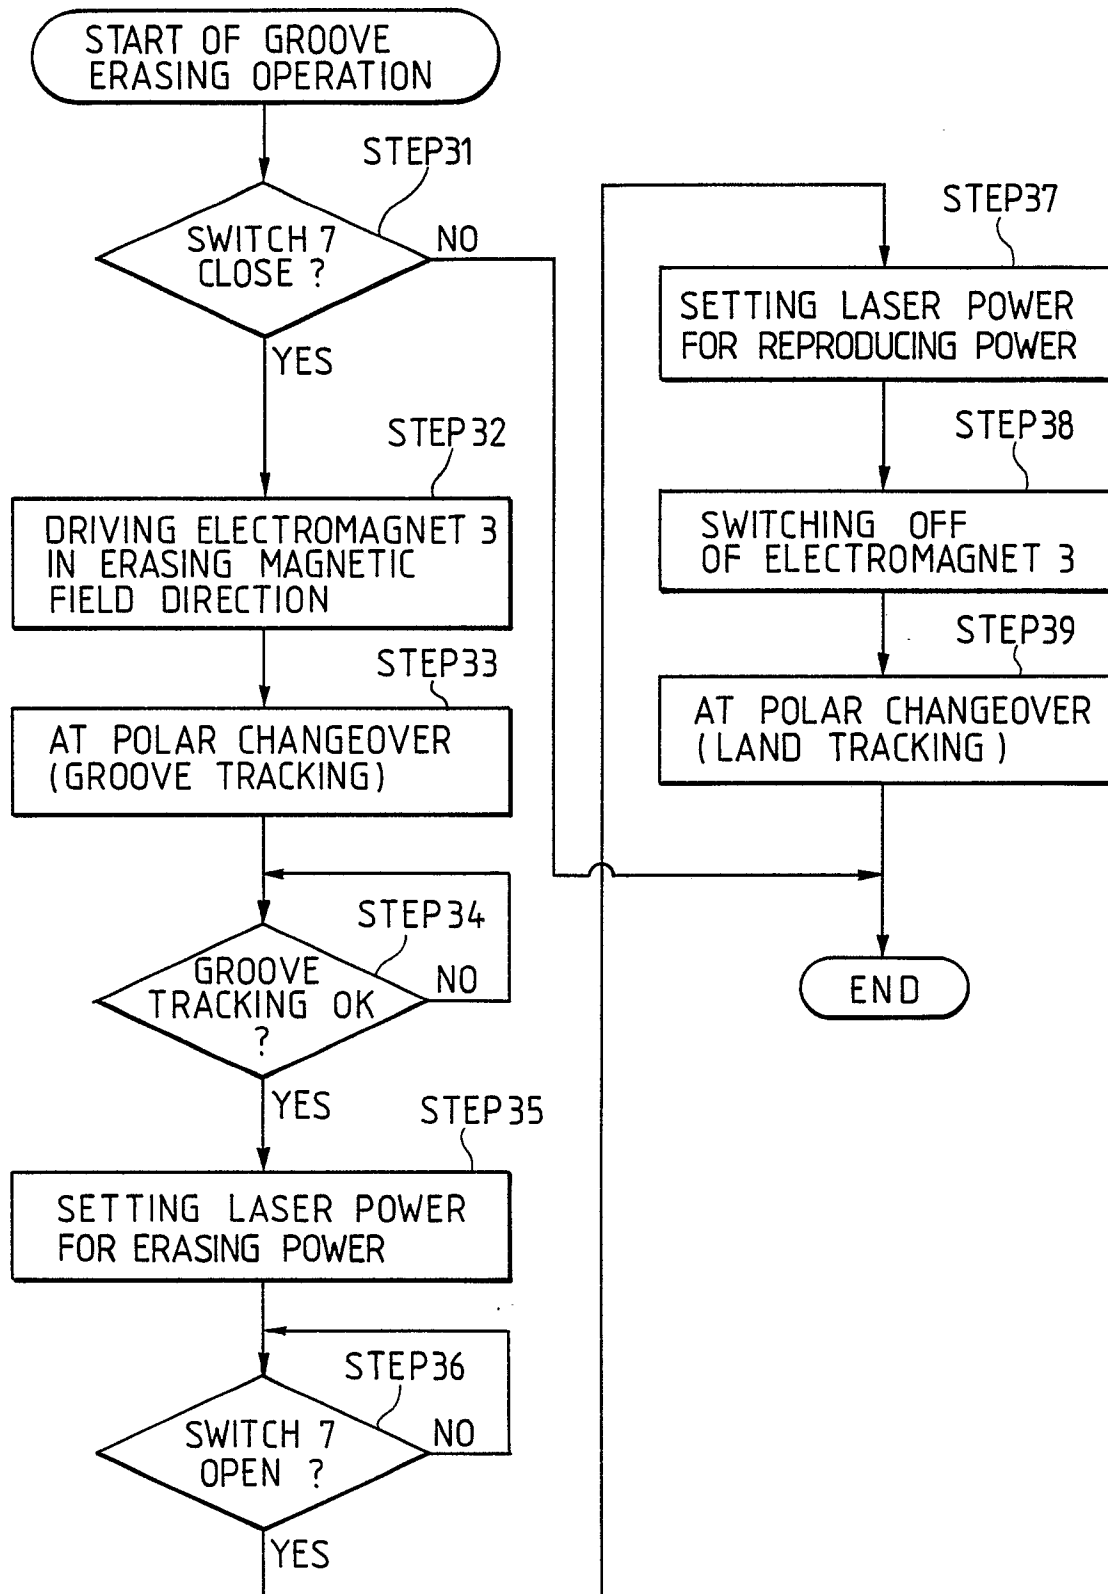 START OF GROOVE
ERASING OPERATION
STEP31
SWITCH 7
CLOSE ?
NO
YES
STEP32
DRIVING ELECTROMAGNET 3
IN ERASING MAGNETIC
FIELD DIRECTION
STEP33
AT POLAR CHANGEOVER
(GROOVE TRACKING)
STEP34
GROOVE
TRACKING OK
?
NO
YES
STEP35
SETTING LASER POWER
FOR ERASING POWER
STEP36
SWITCH 7
OPEN ?
NO
YES
STEP37
SETTING LASER POWER
FOR REPRODUCING POWER
STEP38
SWITCHING OFF
OF ELECTROMAGNET 3
STEP39
AT POLAR CHANGEOVER
(LAND TRACKING)
END